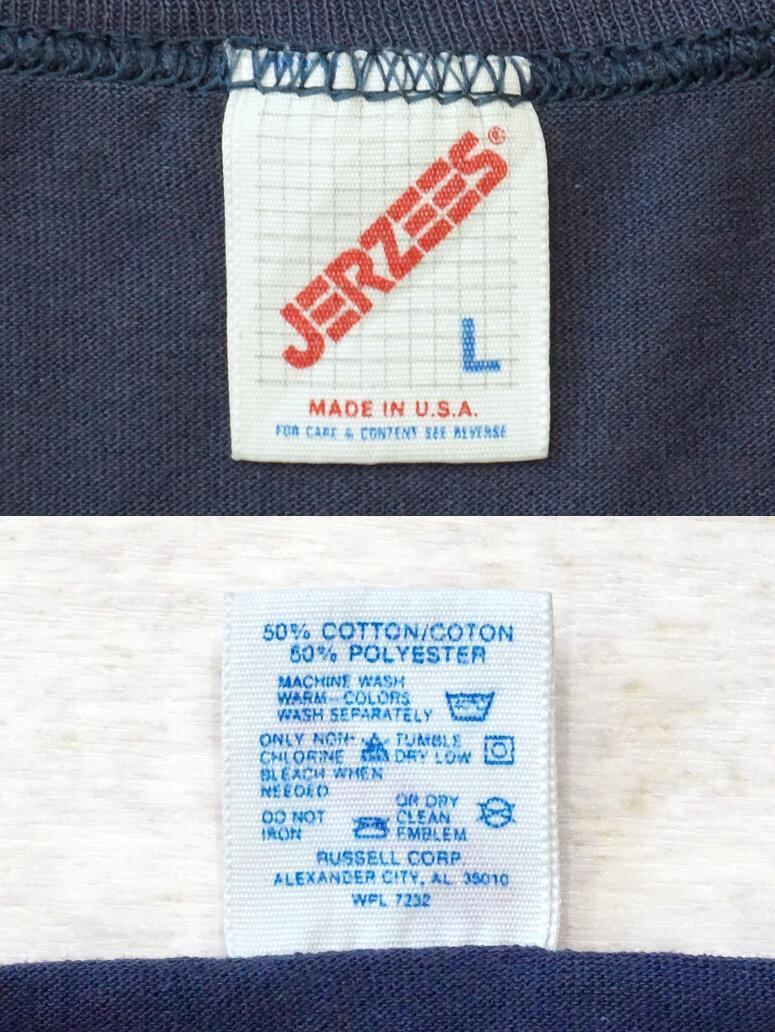 JERZEES®
L
MADE IN U.S.A.
FOR CARE & CONTENT SEE REVERSE
50% COTTON/COTON
50% POLYESTER
MACHINE WASH
WARM-COLORS
WASH SEPARATELY
ONLY NON-
CHLORINE
BLEACH WHEN
NEEDED
TUMBLE
DRY LOW
DO NOT
IRON
OR DRY
CLEAN
EMBLEM
RUSSELL CORP.
ALEXANDER CITY, AL 35010
WPL 7232